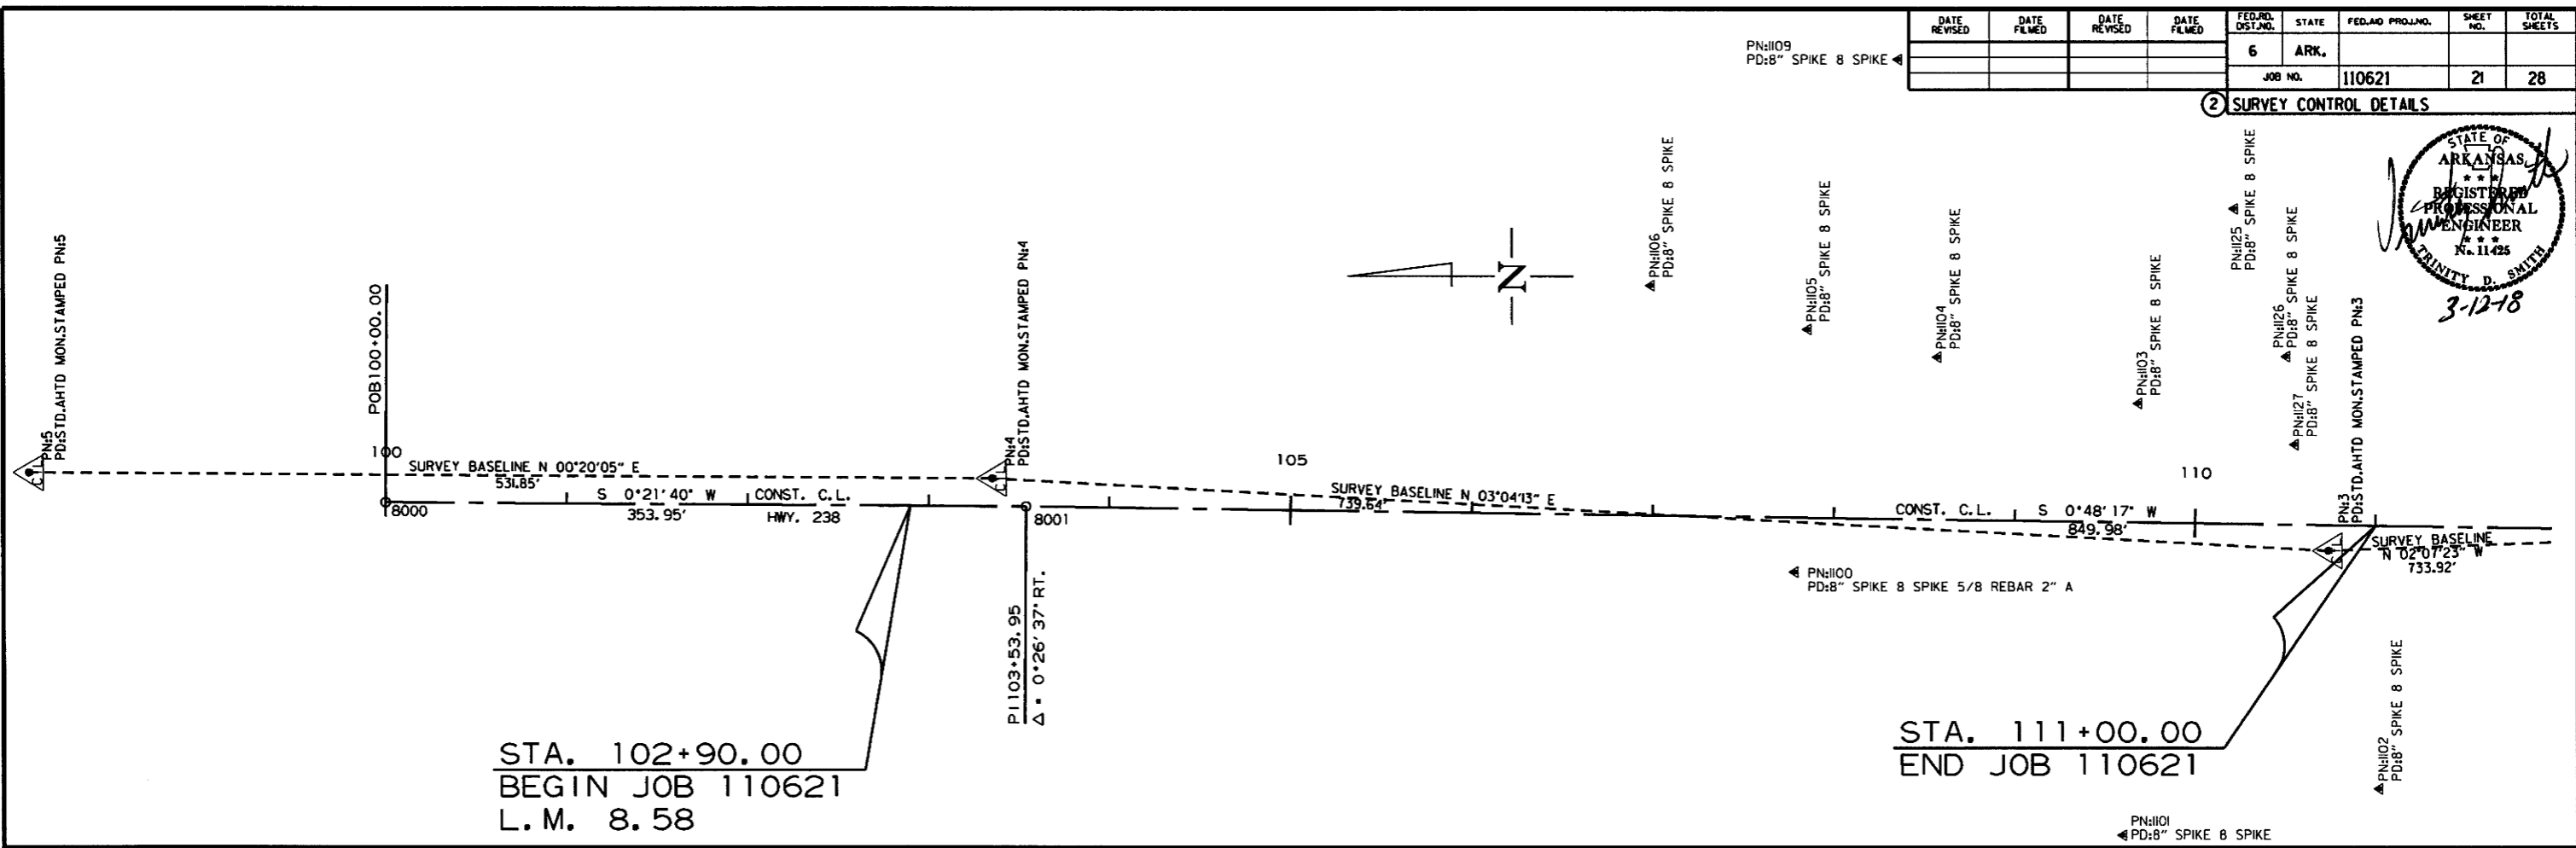 DATE REVISED
DATE FILMED
DATE REVISED
DATE FILMED
FED.RD. DIST.NO.
STATE
FED.AID PROJ.NO.
SHEET NO.
TOTAL SHEETS
6
ARK.
JOB NO.
110621
21
28
2 SURVEY CONTROL DETAILS
PN:1109
PD:8" SPIKE 8 SPIKE
STATE OF
ARKANSAS
★ ★ ★
REGISTERED
PROFESSIONAL
ENGINEER
★ ★ ★
No. 11425
TRINITY D. SMITH
3-12-18
PN:5
PD:STD.AHTD MON.STAMPED PN:5
POB100+00.00
PN:4
PD:STD.AHTD MON.STAMPED PN:4
N
PN:1106
PD:8" SPIKE 8 SPIKE
PN:1105
PD:8" SPIKE 8 SPIKE
PN:1104
PD:8" SPIKE 8 SPIKE
PN:1103
PD:8" SPIKE 8 SPIKE
PN:1125
PD:8" SPIKE 8 SPIKE
PN:1126
PD:8" SPIKE 8 SPIKE
PN:1127
PD:8" SPIKE 8 SPIKE
PN:3
PD:STD.AHTD MON.STAMPED PN:3
100
105
110
SURVEY BASELINE N 00°20'05" E
531.85'
S 0°21'40" W
353.95'
CONST. C.L.
HWY. 238
8000
8001
SURVEY BASELINE N 03°04'13" E
739.64'
CONST. C.L.
S 0°48'17" W
849.98'
SURVEY BASELINE
N 02°07'23" W
733.92'
PN:1100
PD:8" SPIKE 8 SPIKE 5/8 REBAR 2" A
PI103+53.95
Δ = 0°26'37" RT.
STA. 102+90.00
BEGIN JOB 110621
L.M. 8.58
STA. 111+00.00
END JOB 110621
PN:1102
PD:8" SPIKE 8 SPIKE
PN:1101
PD:8" SPIKE 8 SPIKE